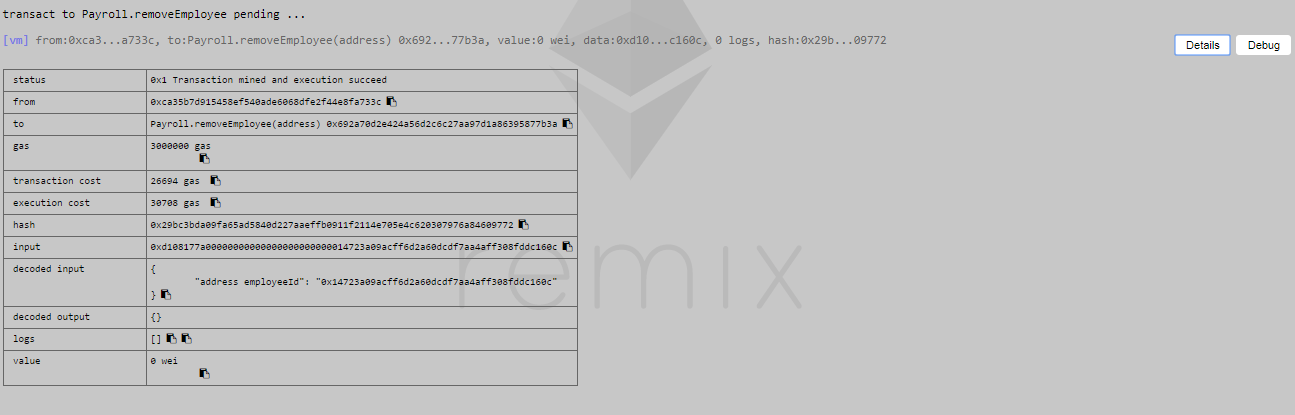 transact to Payroll.removeEmployee pending ...
[vm] from:0xca3...a733c, to:Payroll.removeEmployee(address) 0x692...77b3a, value:0 wei, data:0xd10...c160c, 0 logs, hash:0x29b...09772
Details Debug
status 0x1 Transaction mined and execution succeed
from 0xca35b7d915458ef540ade6068dfe2f44e8fa733c
to Payroll.removeEmployee(address) 0x692a70d2e424a56d2c6c27aa97d1a86395877b3a
gas 3000000 gas
transaction cost 26694 gas
execution cost 30708 gas
hash 0x29bc3bda09fa65ad5840d227aaeffb0911f2114e705e4c620307976a84609772
input 0xd108177a00000000000000000000000014723a09acff6d2a60dcdf7aa4aff308fddc160c
decoded input {
"address employeeId": "0x14723a09acff6d2a60dcdf7aa4aff308fddc160c"
}
decoded output {}
logs []
value 0 wei
remix